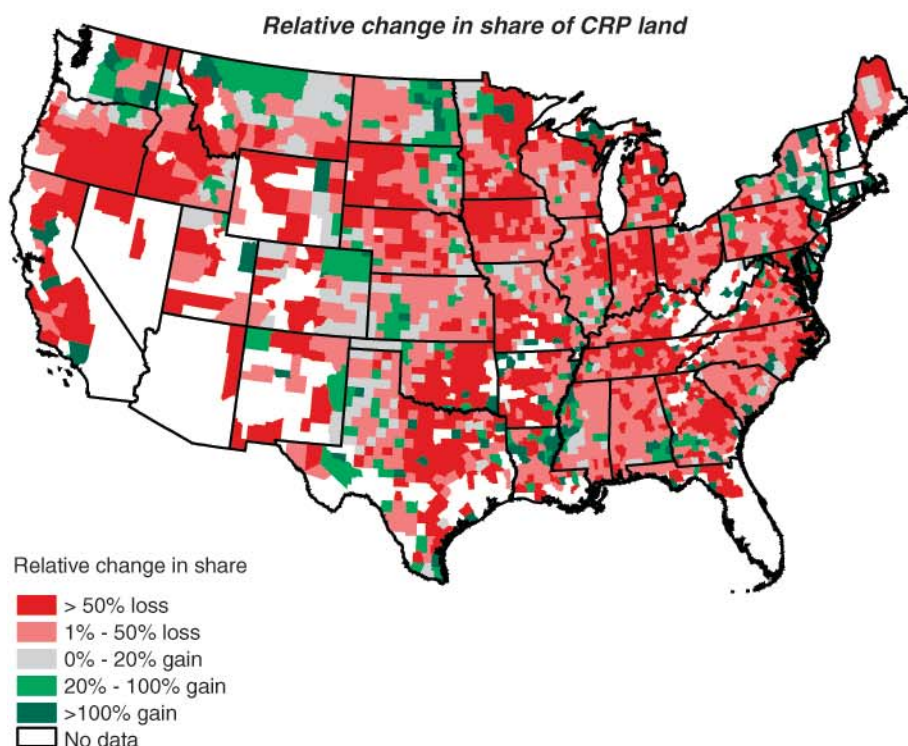 Relative change in share of CRP land
Relative change in share
> 50% loss
1% - 50% loss
0% - 20% gain
20% - 100% gain
>100% gain
No data